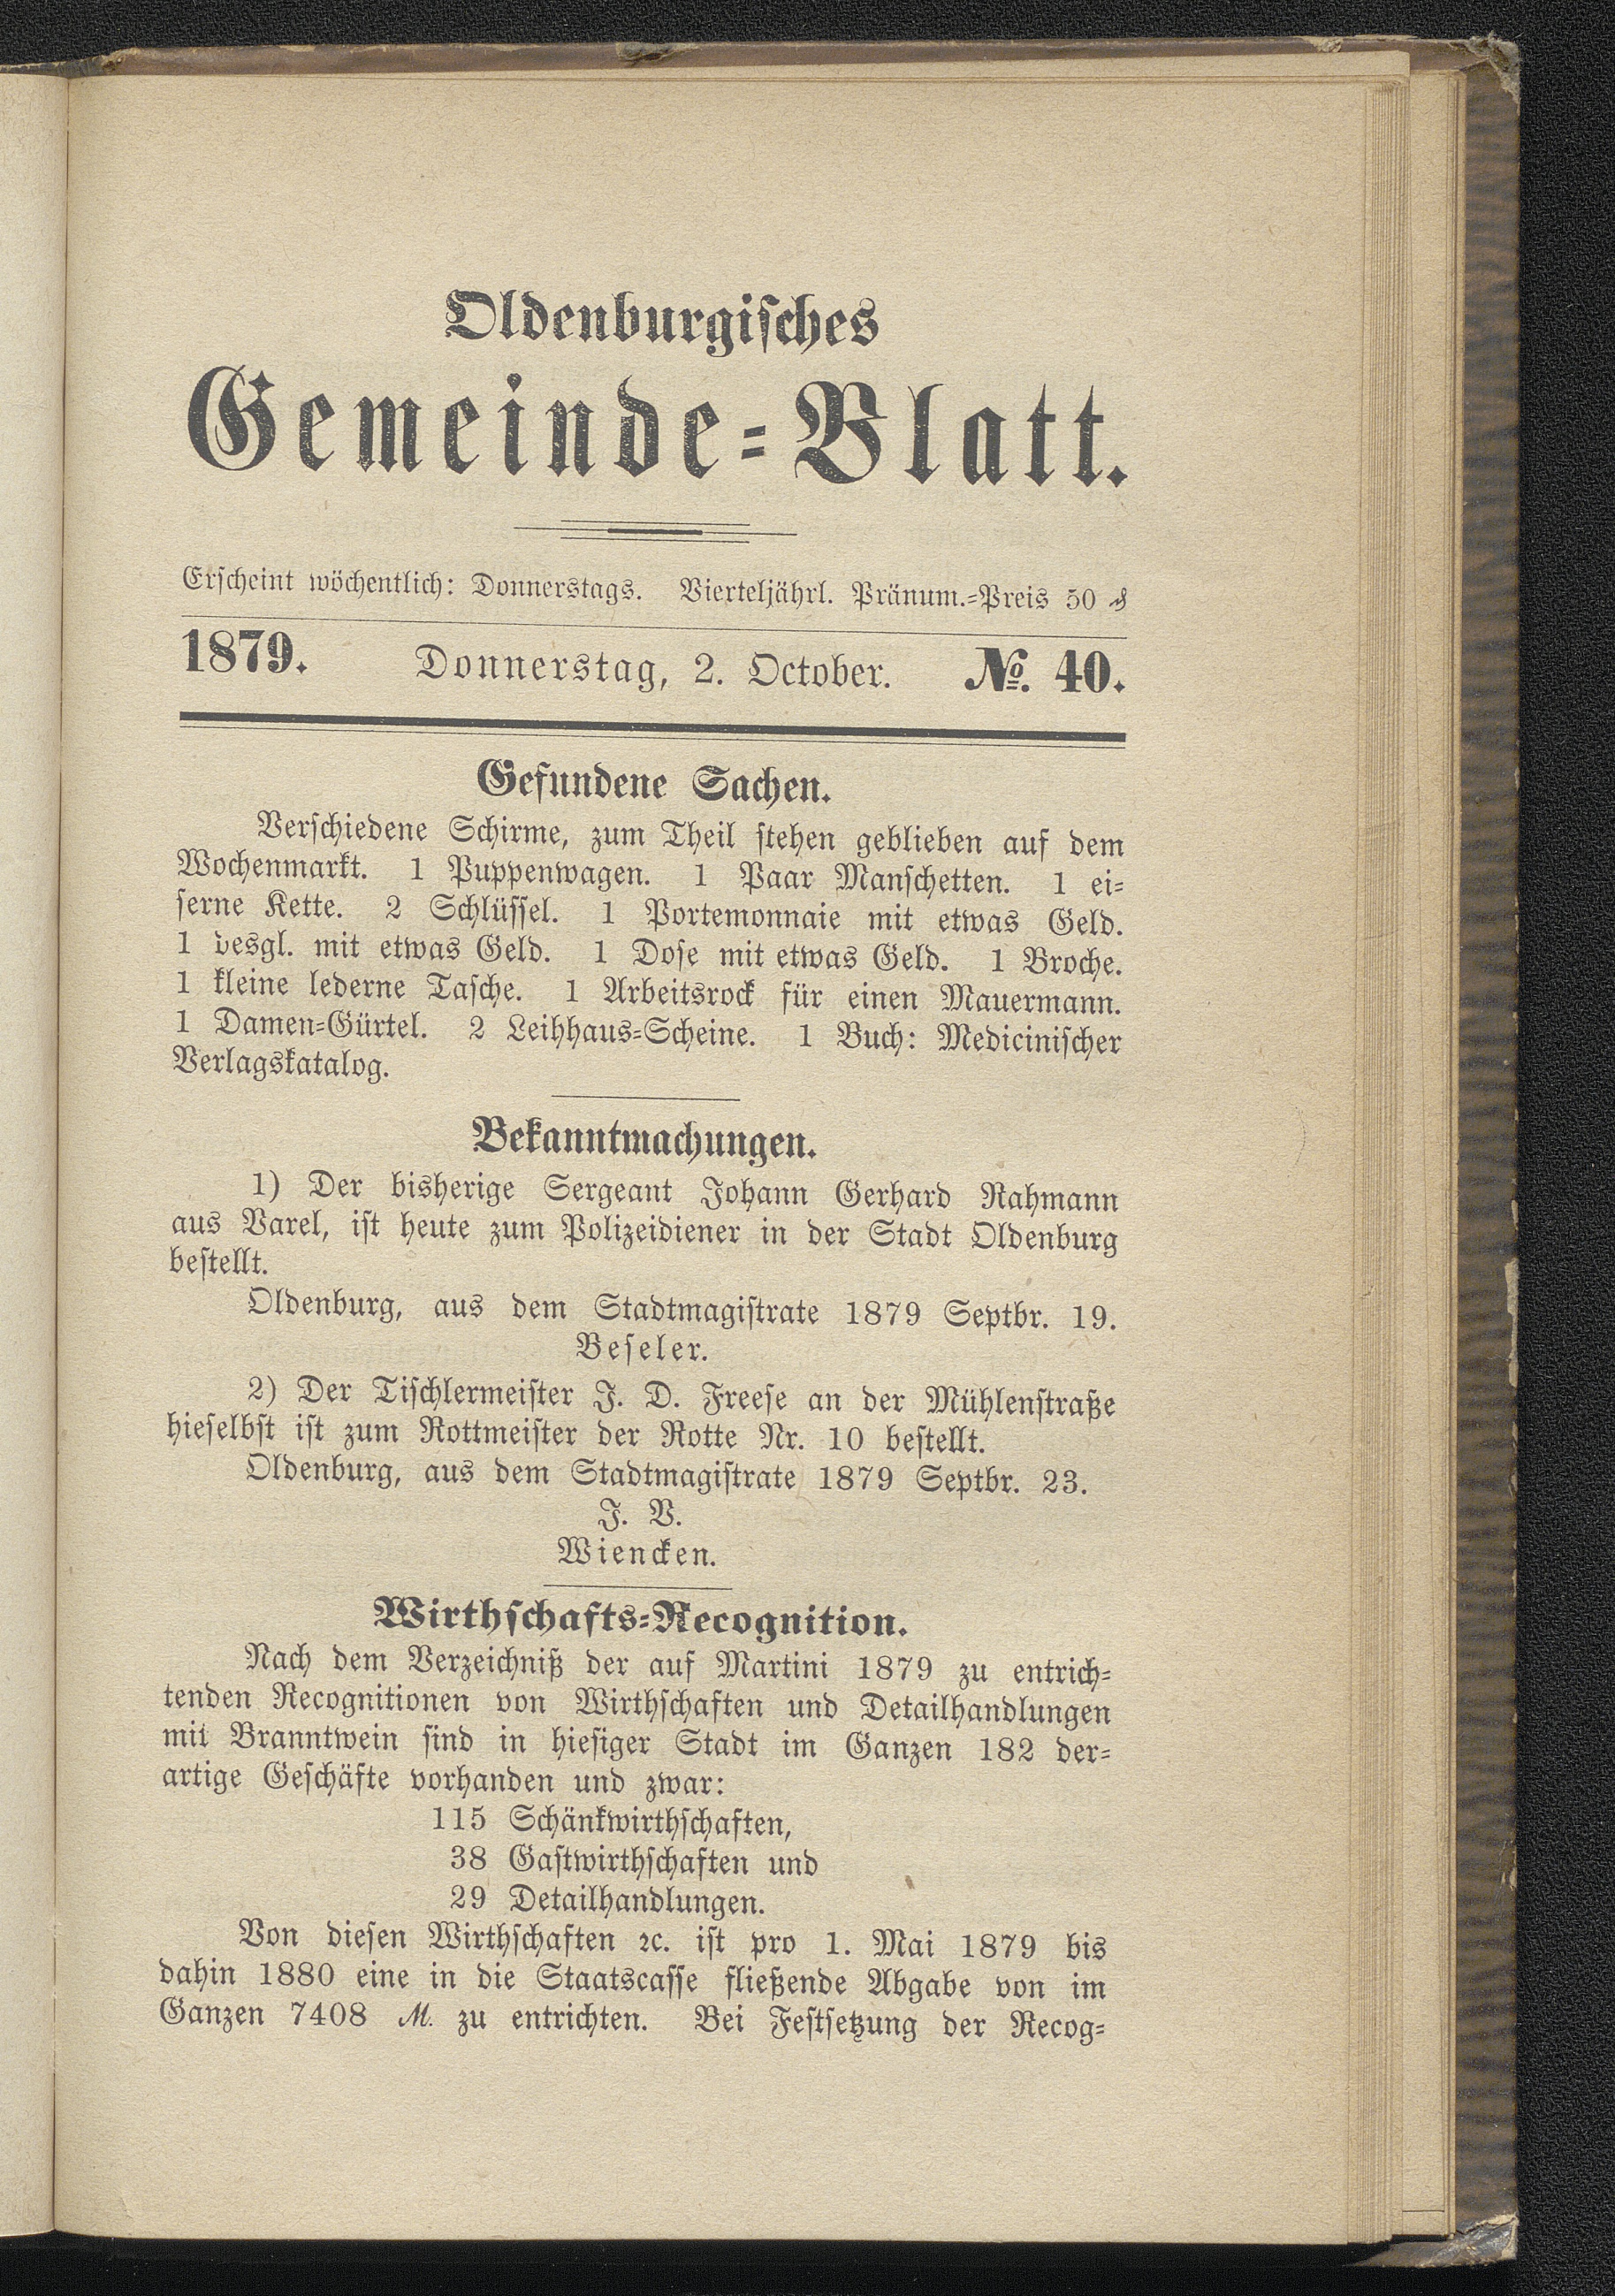 Oldenburgisches
Gemeinde-Blatt.
Erscheint wöchentlich: Donnerstags. Vierteljährl. Pränum.-Preis 50 ₰
1879. Donnerstag, 2. October. №. 40.
Gefundene Sachen.
Verschiedene Schirme, zum Theil stehen geblieben auf dem
Wochenmarkt. 1 Puppenwagen. 1 Paar Manschetten. 1 ei-
serne Kette. 2 Schlüssel. 1 Portemonnaie mit etwas Geld.
1 desgl. mit etwas Geld. 1 Dose mit etwas Geld. 1 Broche.
1 kleine lederne Tasche. 1 Arbeitsrock für einen Mauermann.
1 Damen-Gürtel. 2 Leihhaus-Scheine. 1 Buch: Medicinischer
Verlagskatalog.
Bekanntmachungen.
1) Der bisherige Sergeant Johann Gerhard Rahmann
aus Varel, ist heute zum Polizeidiener in der Stadt Oldenburg
bestellt.
Oldenburg, aus dem Stadtmagistrate 1879 Septbr. 19.
Beseler.
2) Der Tischlermeister J. D. Freese an der Mühlenstraße
hieselbst ist zum Rottmeister der Rotte Nr. 10 bestellt.
Oldenburg, aus dem Stadtmagistrate 1879 Septbr. 23.
J. V.
Wiencken.
Wirthschafts-Recognition.
Nach dem Verzeichniß der auf Martini 1879 zu entrich-
tenden Recognitionen von Wirthschaften und Detailhandlungen
mit Branntwein sind in hiesiger Stadt im Ganzen 182 der-
artige Geschäfte vorhanden und zwar:
115 Schänkwirthschaften,
38 Gastwirthschaften und
29 Detailhandlungen.
Von diesen Wirthschaften ꝛc. ist pro 1. Mai 1879 bis
dahin 1880 eine in die Staatscasse fließende Abgabe von im
Ganzen 7408 ℳ. zu entrichten. Bei Festsetzung der Recog-